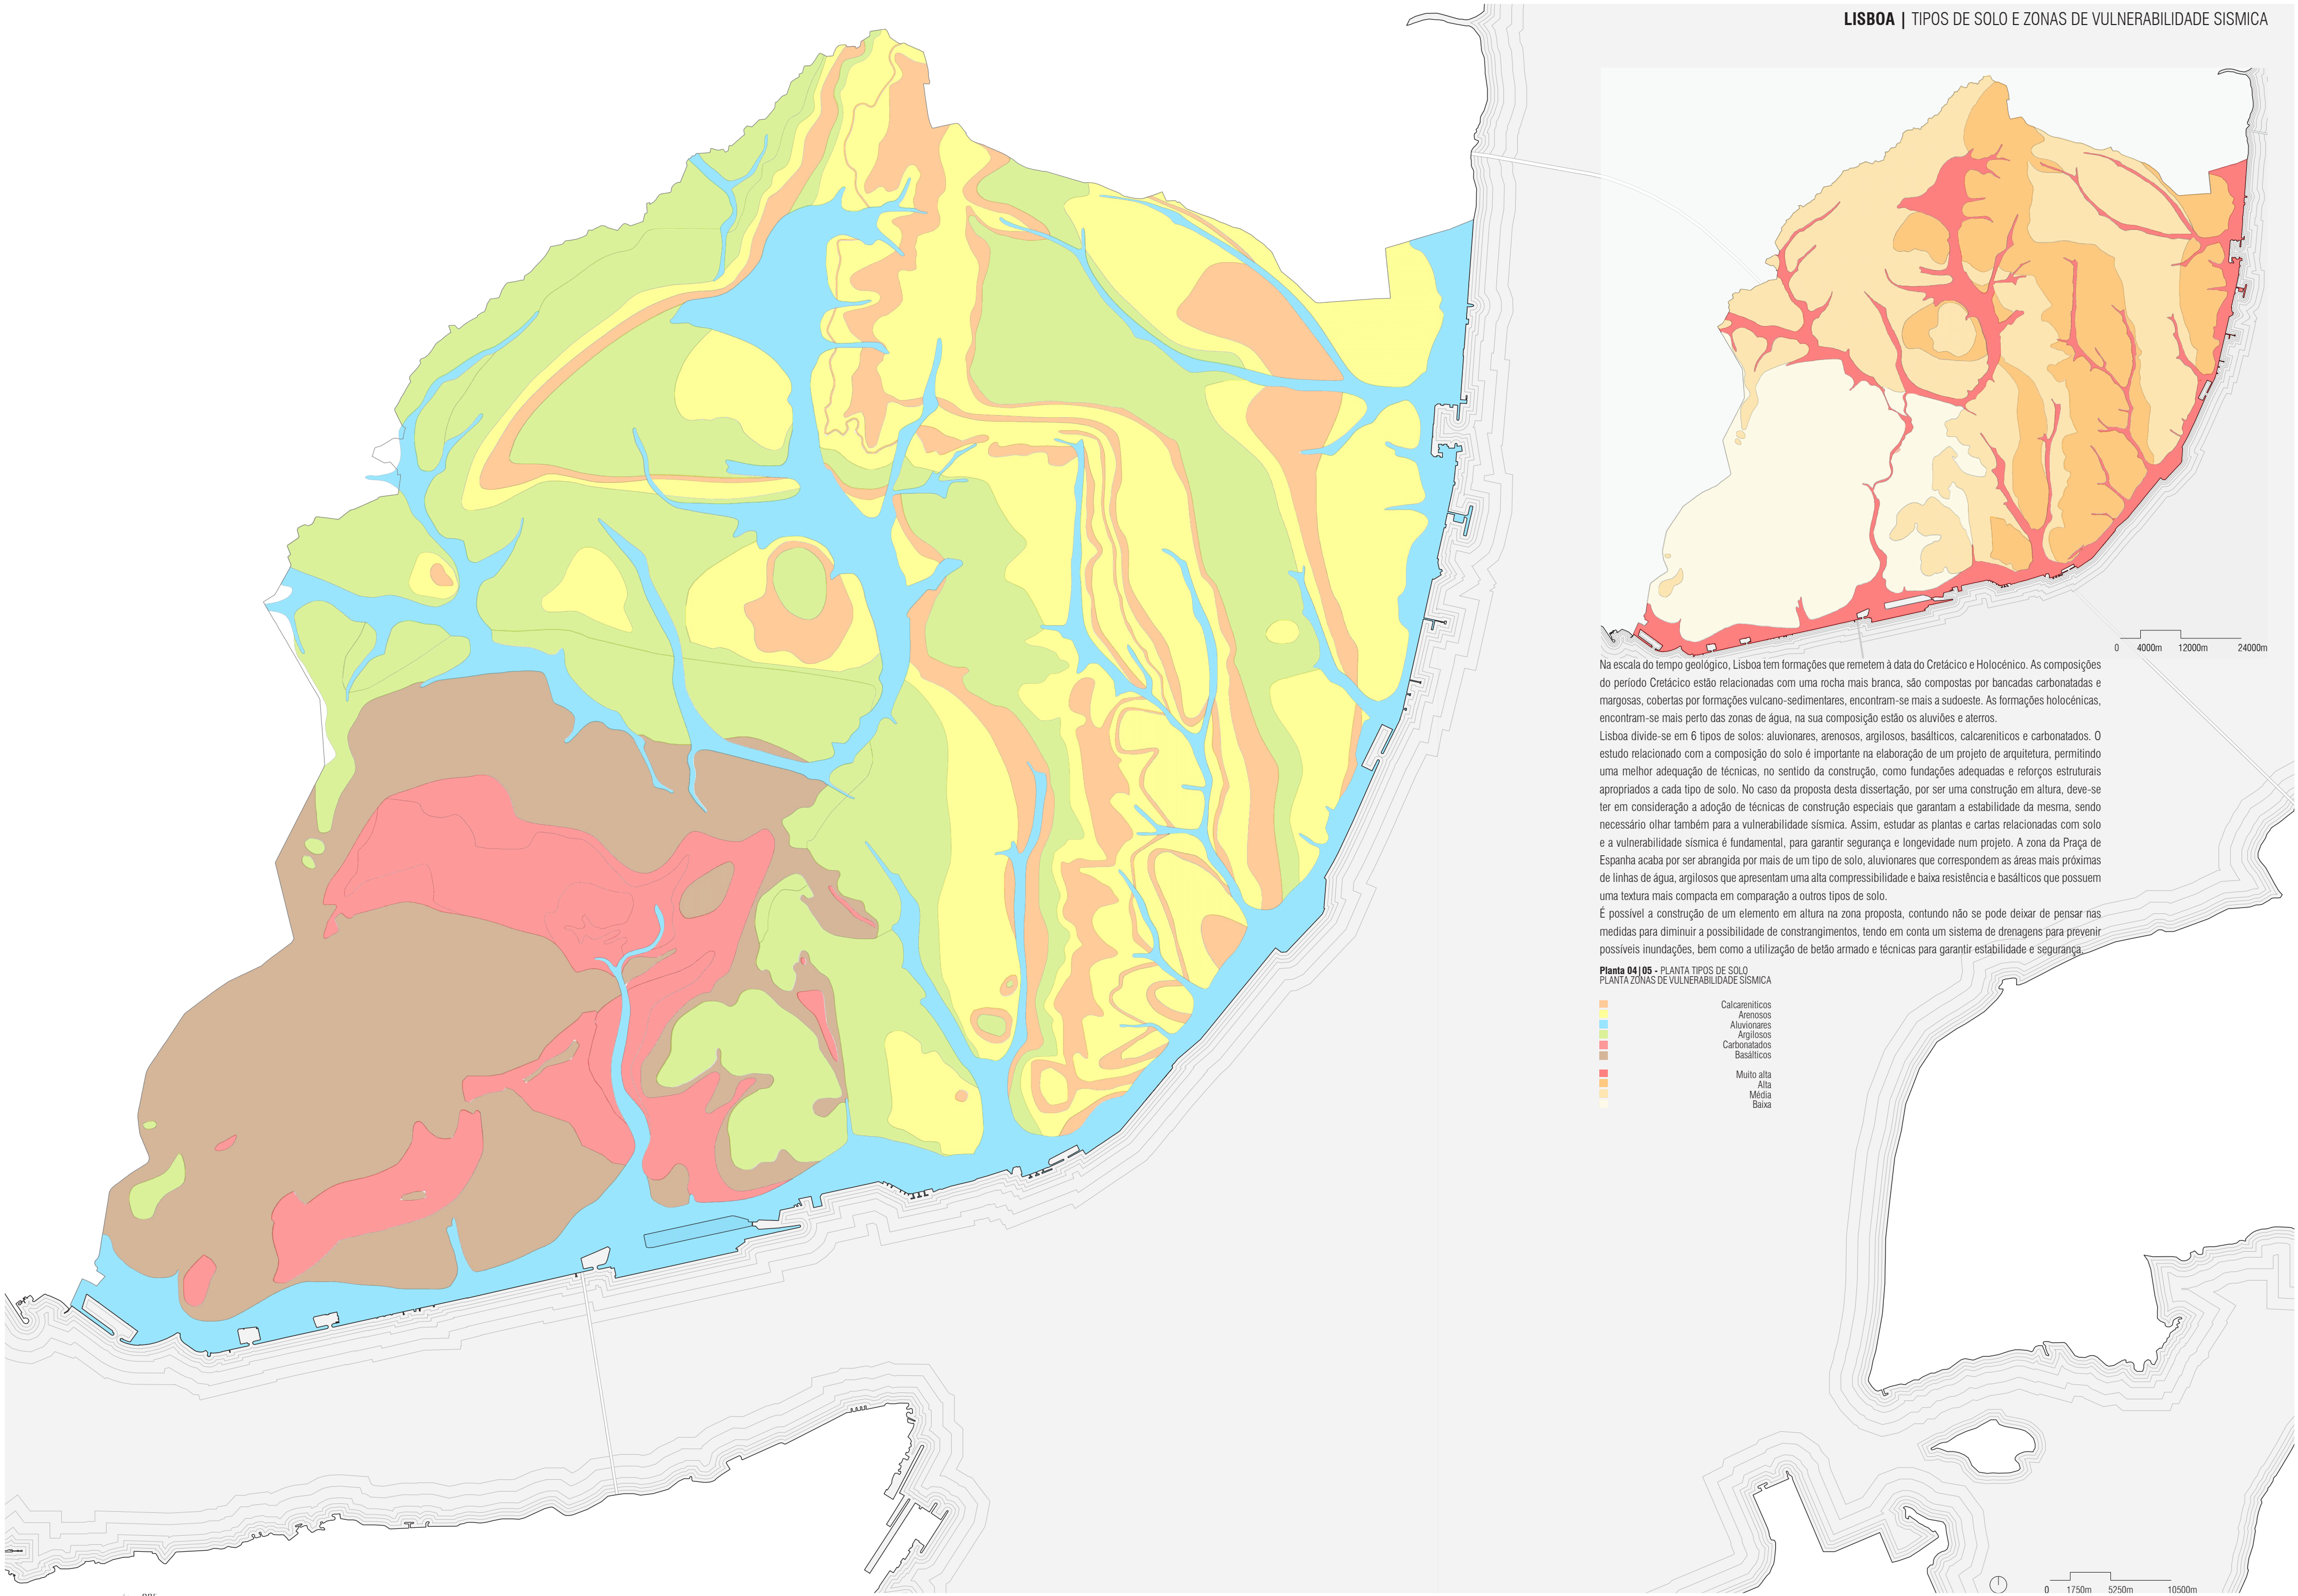 LISBOA | TIPOS DE SOLO E ZONAS DE VULNERABILIDADE SISMICA
0 4000m 12000m 24000m
Na escala do tempo geológico, Lisboa tem formações que remetem à data do Cretácico e Holocénico. As composições
do período Cretácico estão relacionadas com uma rocha mais branca, são compostas por bancadas carbonatadas e
margosas, cobertas por formações vulcano-sedimentares, encontram-se mais a sudoeste. As formações holocénicas,
encontram-se mais perto das zonas de água, na sua composição estão os aluviões e aterros.
Lisboa divide-se em 6 tipos de solos: aluvionares, arenosos, argilosos, basálticos, calcareniticos e carbonatados. O
estudo relacionado com a composição do solo é importante na elaboração de um projeto de arquitetura, permitindo
uma melhor adequação de técnicas, no sentido da construção, como fundações adequadas e reforços estruturais
apropriados a cada tipo de solo. No caso da proposta desta dissertação, por ser uma construção em altura, deve-se
ter em consideração a adoção de técnicas de construção especiais que garantam a estabilidade da mesma, sendo
necessário olhar também para a vulnerabilidade sísmica. Assim, estudar as plantas e cartas relacionadas com solo
e a vulnerabilidade sísmica é fundamental, para garantir segurança e longevidade num projeto. A zona da Praça de
Espanha acaba por ser abrangida por mais de um tipo de solo, aluvionares que correspondem as áreas mais próximas
de linhas de água, argilosos que apresentam uma alta compressibilidade e baixa resistência e basálticos que possuem
uma textura mais compacta em comparação a outros tipos de solo.
É possível a construção de um elemento em altura na zona proposta, contundo não se pode deixar de pensar nas
medidas para diminuir a possibilidade de constrangimentos, tendo em conta um sistema de drenagens para prevenir
possíveis inundações, bem como a utilização de betão armado e técnicas para garantir estabilidade e segurança.
Planta 04|05 - PLANTA TIPOS DE SOLO
PLANTA ZONAS DE VULNERABILIDADE SÍSMICA
Calcareniticos
Arenosos
Aluvionares
Argilosos
Carbonatados
Basálticos
Muito alta
Alta
Média
Baixa
0 1750m 5250m 10500m